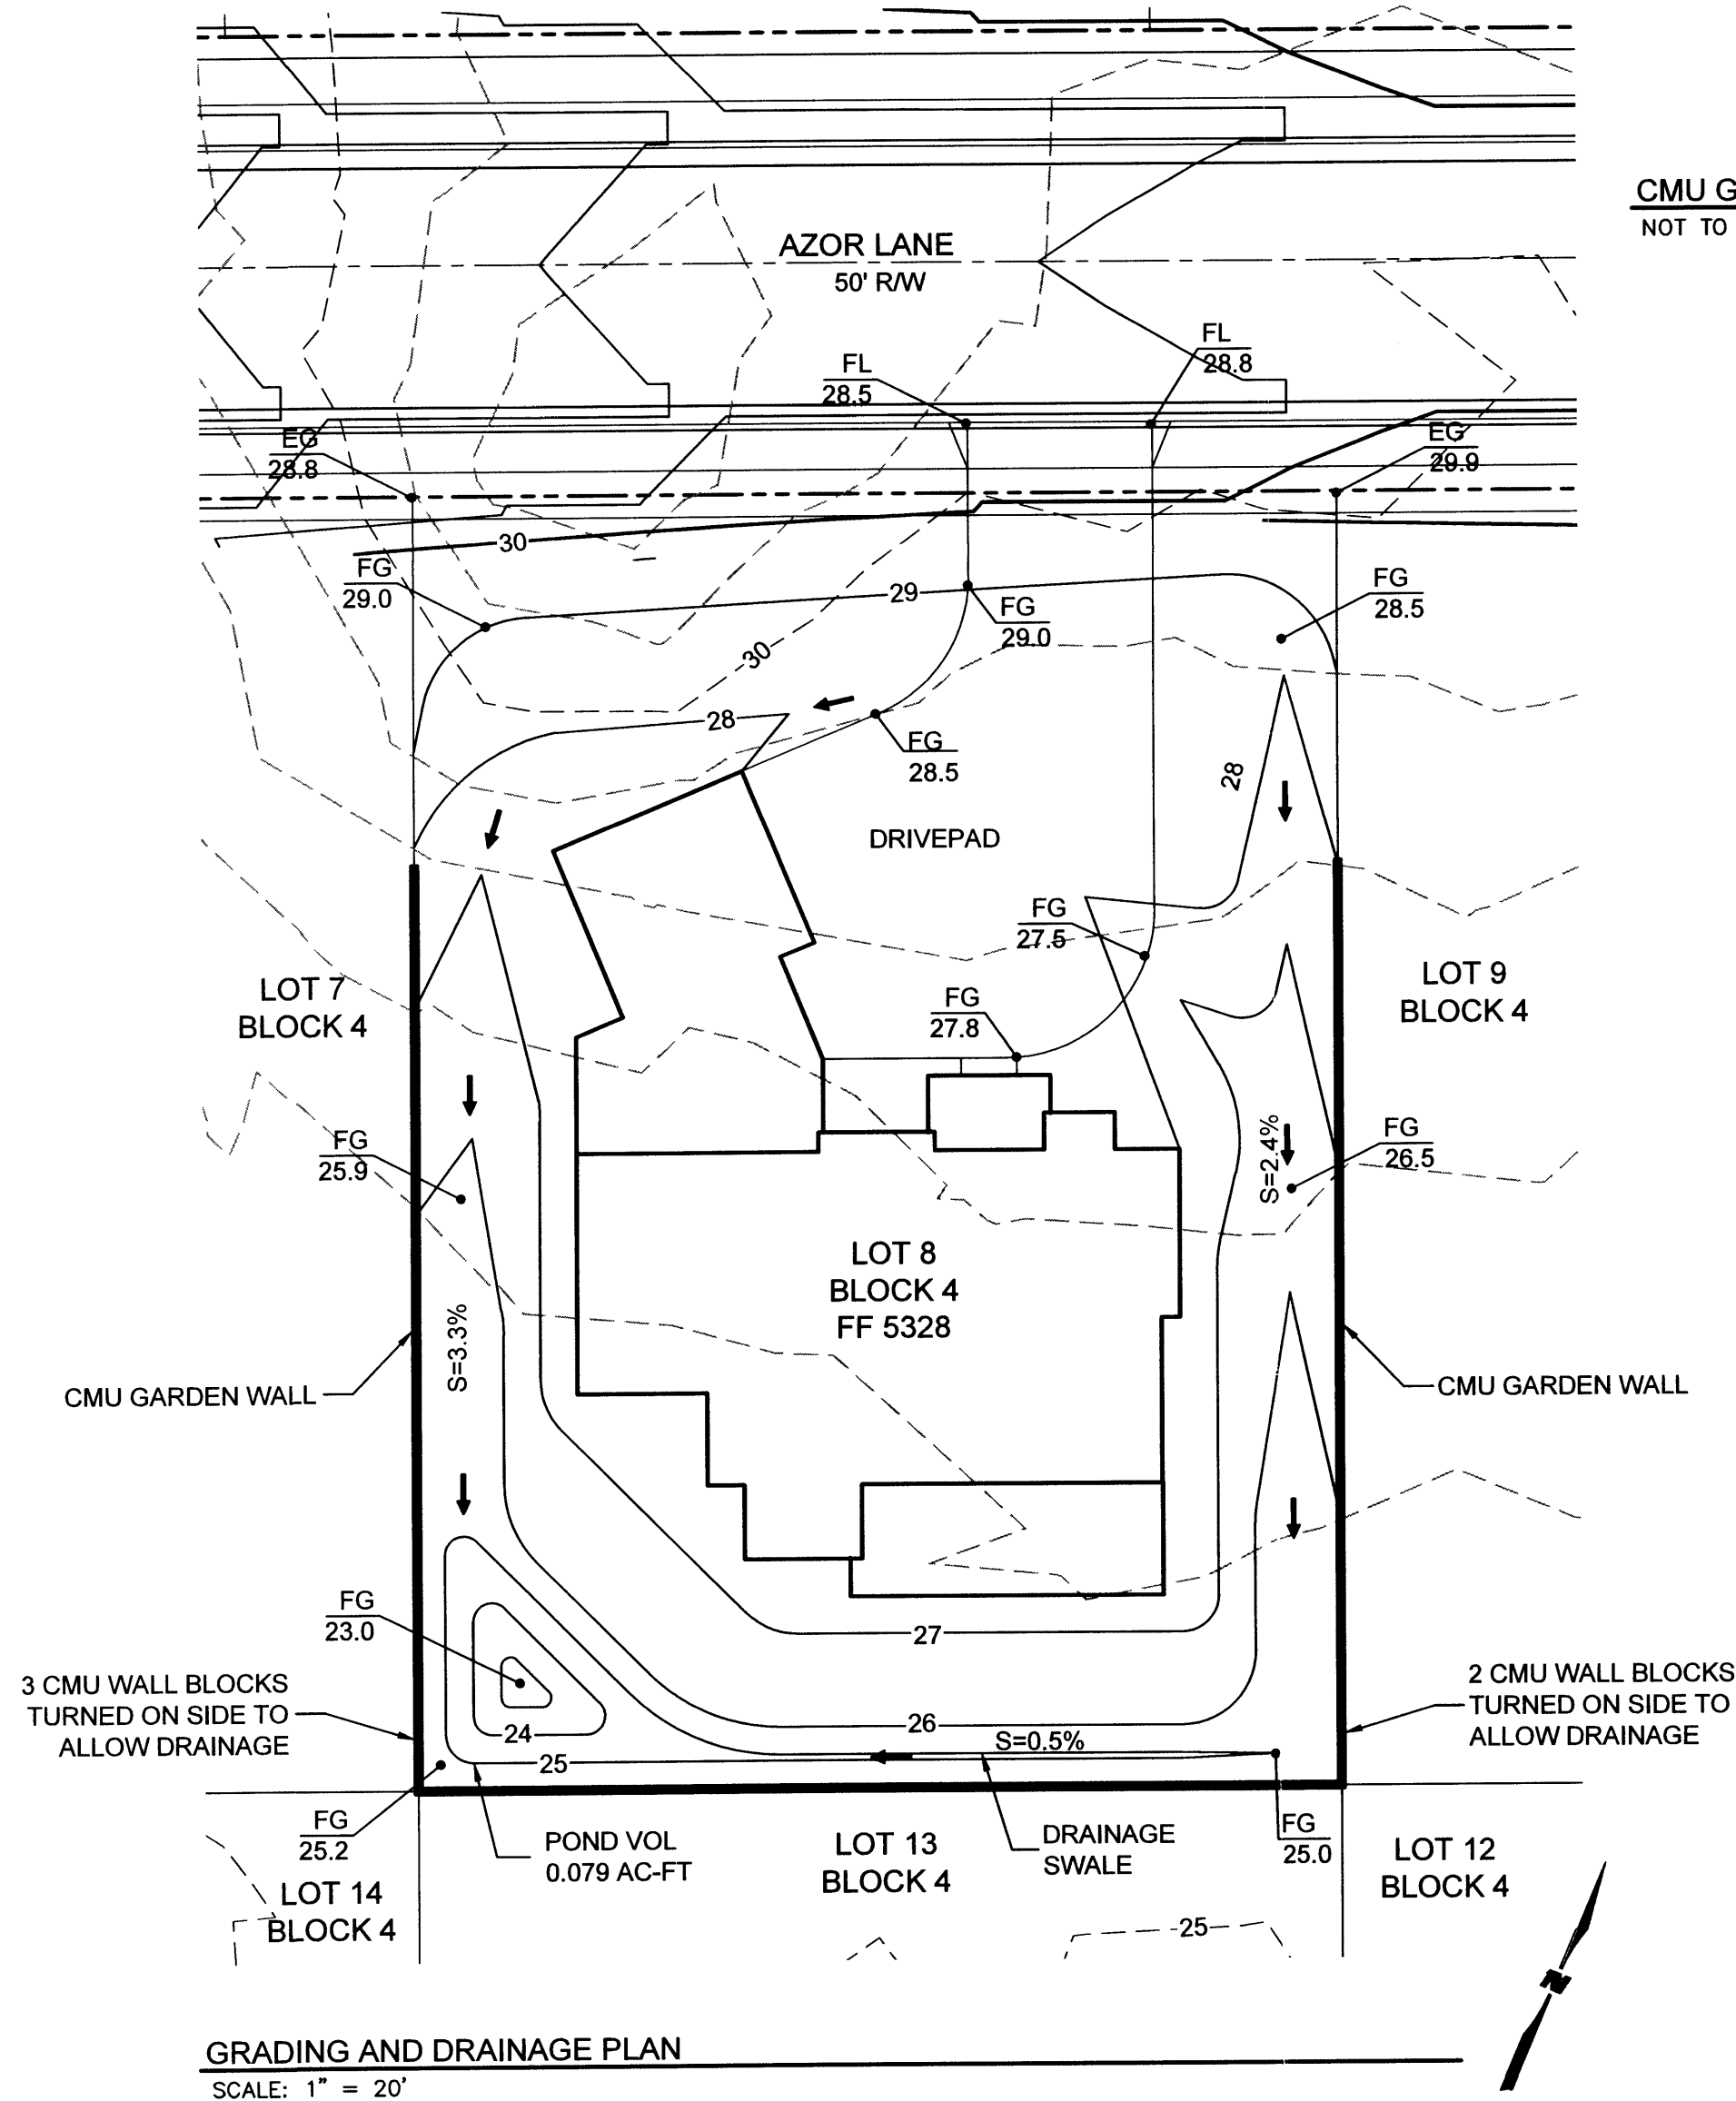 CMU G
NOT TO
AZOR LANE
50' R/W
FL
28.8
FL
28.5
EG
28.8
EG
29.9
30
FG
29.0
29
FG
29.0
FG
28.5
30
28
FG
28.5
28
DRIVEPAD
FG
27.5
LOT 7
BLOCK 4
LOT 9
BLOCK 4
FG
27.8
FG
25.9
S=2.4%
FG
26.5
LOT 8
BLOCK 4
FF 5328
S=3.3%
CMU GARDEN WALL
CMU GARDEN WALL
FG
23.0
27
3 CMU WALL BLOCKS
TURNED ON SIDE TO
ALLOW DRAINAGE
2 CMU WALL BLOCKS
TURNED ON SIDE TO
ALLOW DRAINAGE
24
26
S=0.5%
25
FG
25.2
POND VOL
0.079 AC-FT
LOT 13
BLOCK 4
DRAINAGE
SWALE
FG
25.0
LOT 12
BLOCK 4
LOT 14
BLOCK 4
25
N
GRADING AND DRAINAGE PLAN
SCALE: 1" = 20'